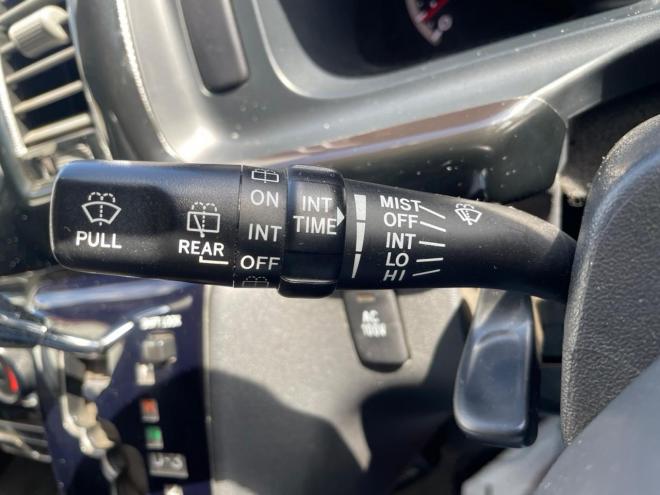 PULL
REAR
ON
INT
OFF
INT
TIME
MIST
OFF
INT
LO
HI
AC
100V